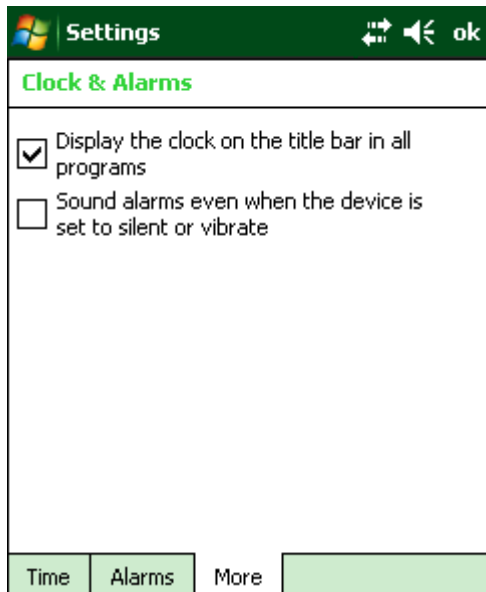 Settings
ok
Clock & Alarms
Display the clock on the title bar in all
programs
Sound alarms even when the device is
set to silent or vibrate
Time
Alarms
More